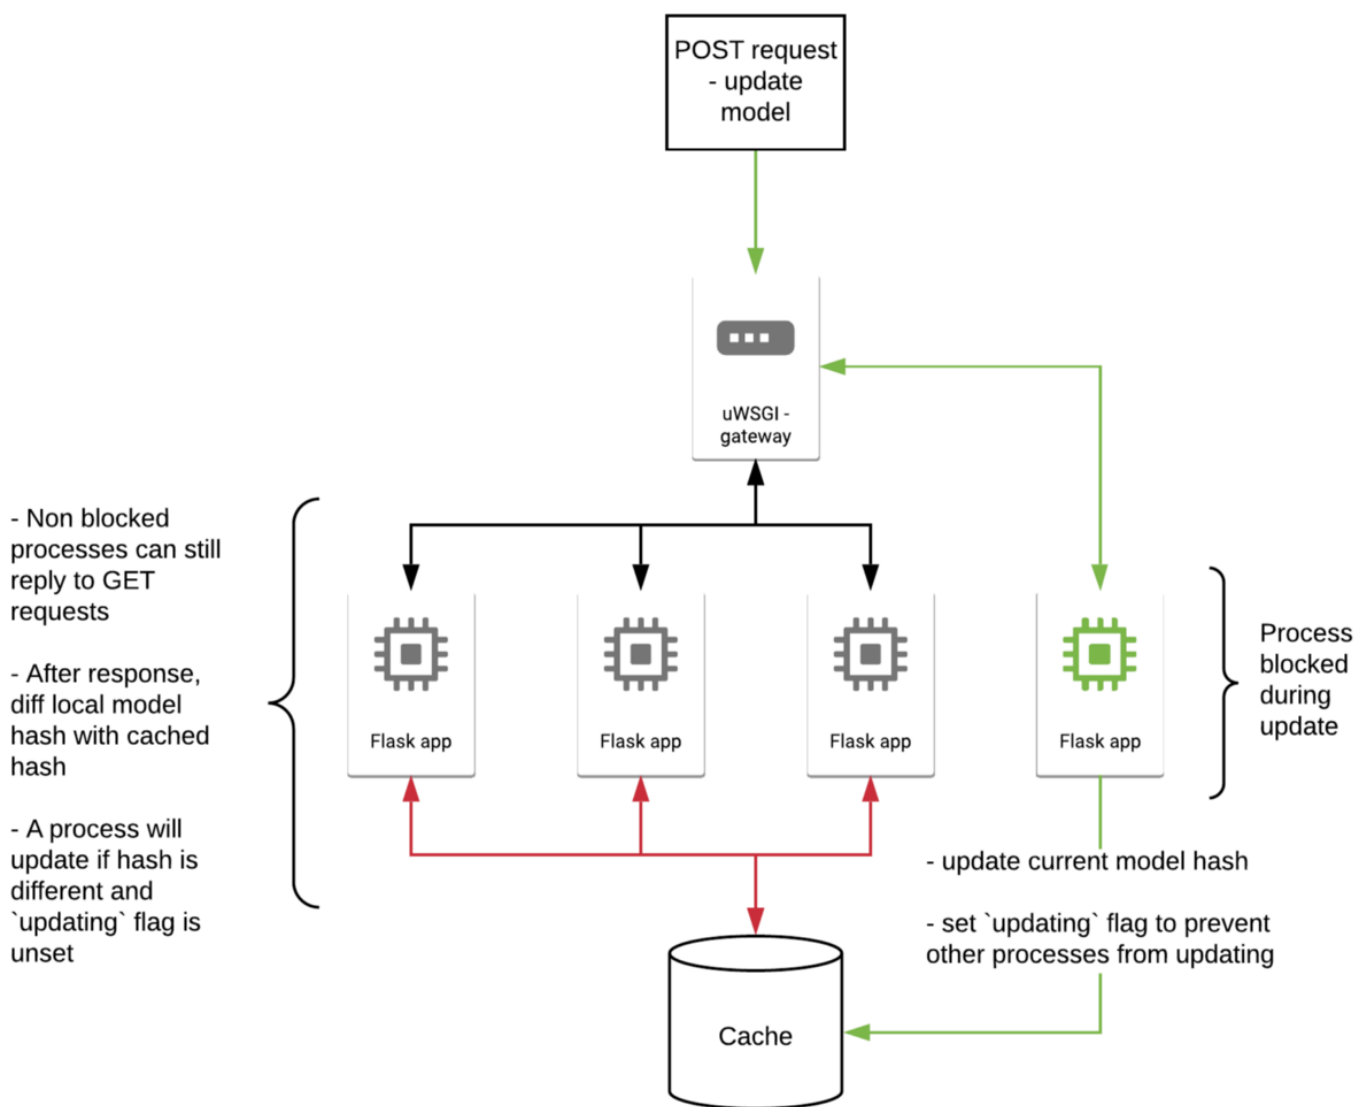 POST request
- update
model
uWSGI -
gateway
- Non blocked
processes can still
reply to GET
requests
- After response,
diff local model
hash with cached
hash
- A process will
update if hash is
different and
`updating` flag is
unset
Flask app
Flask app
Flask app
Flask app
Process
blocked
during
update
- update current model hash
- set `updating` flag to prevent
other processes from updating
Cache